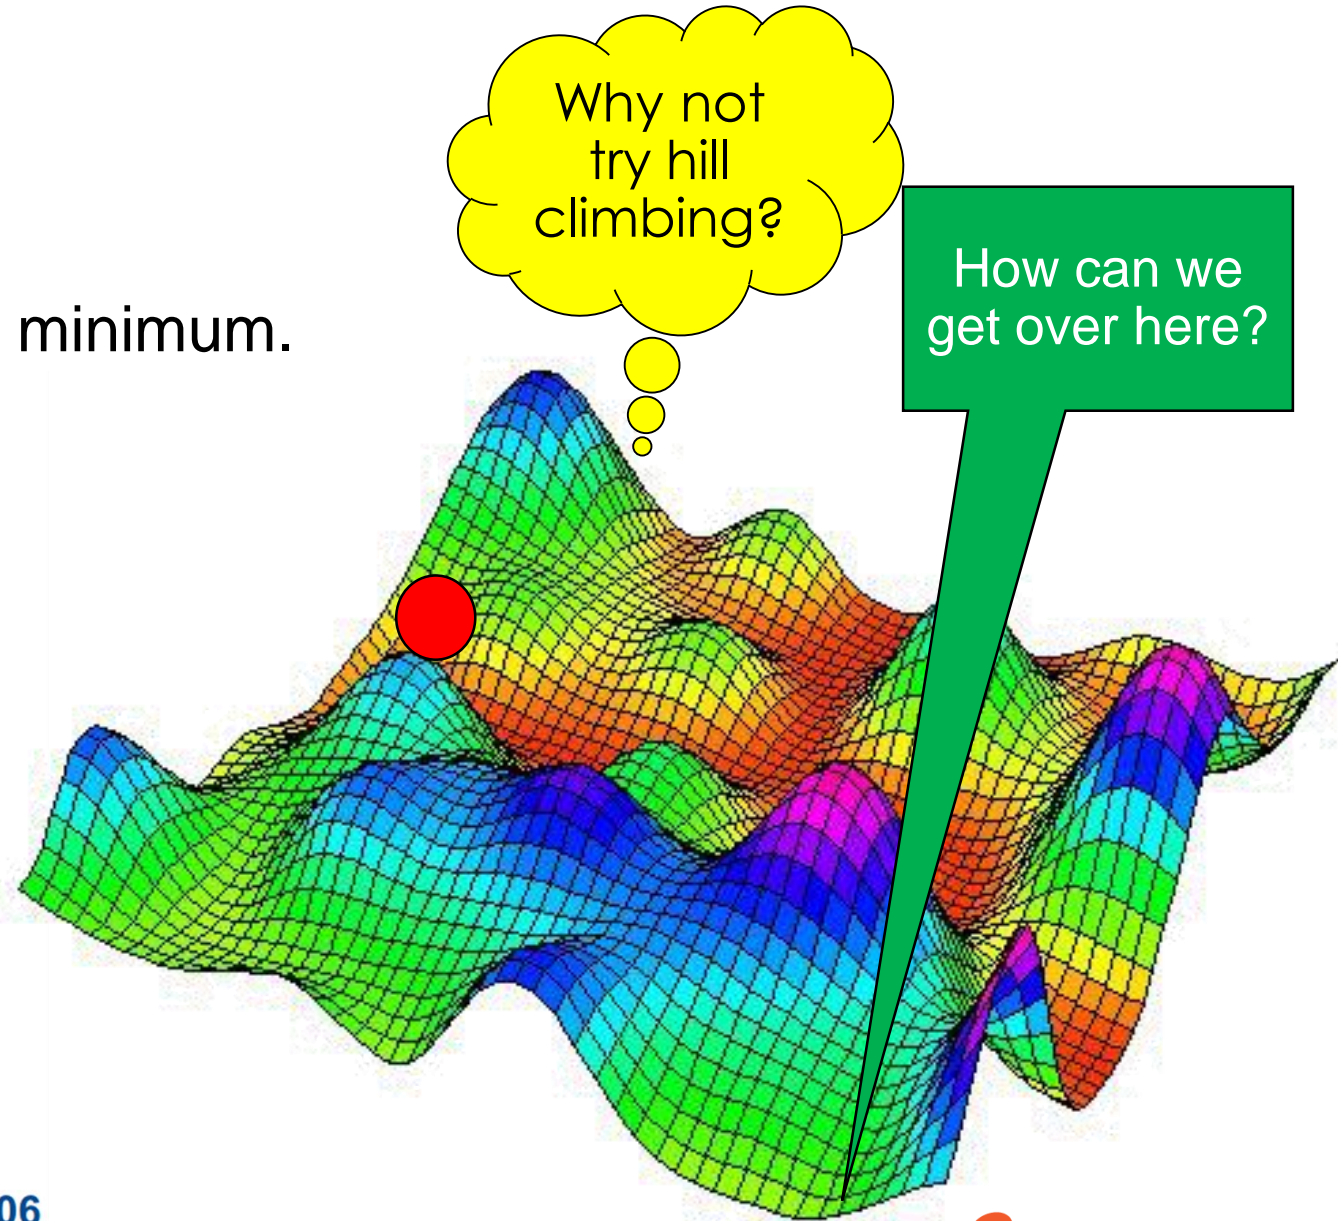 Why not
try hill
climbing?
How can we
get over here?
minimum.
06